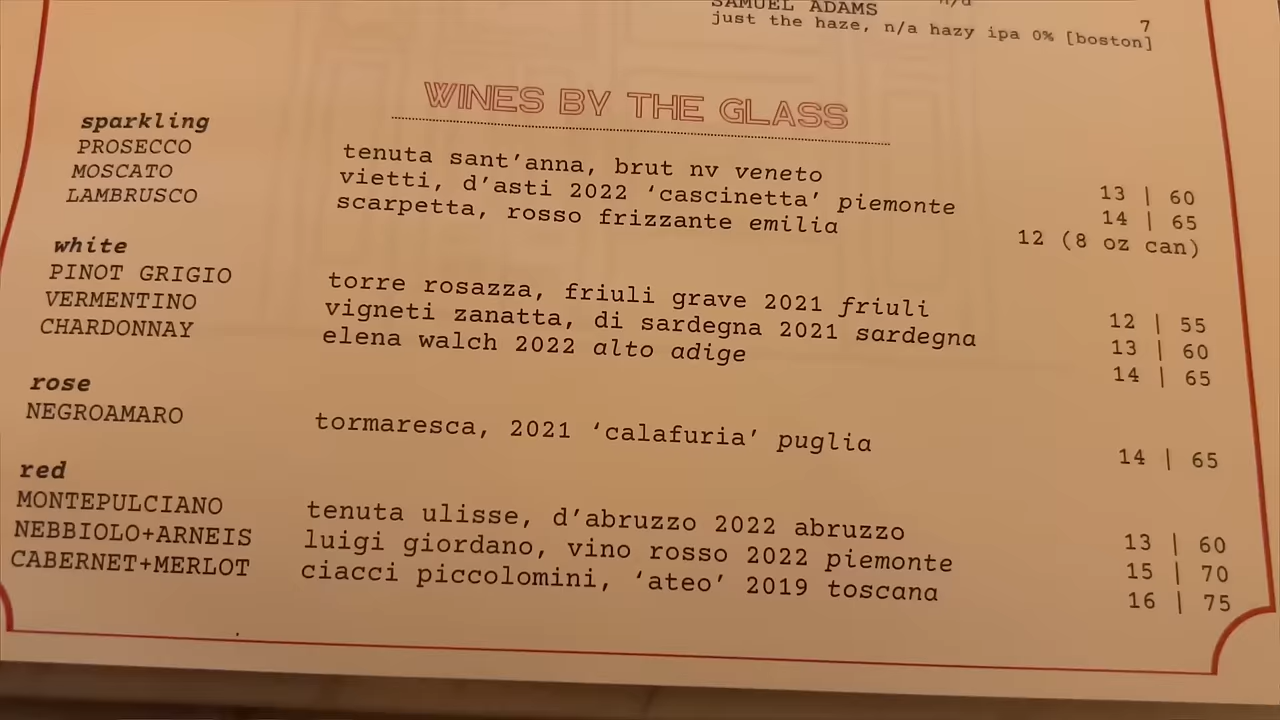 SAMUEL ADAMS n/a
just the haze, n/a hazy ipa 0% [boston] 7
WINES BY THE GLASS
sparkling
PROSECCO tenuta sant’anna, brut nv veneto 13 | 60
MOSCATO vietti, d’asti 2022 ‘cascinetta’ piemonte 14 | 65
LAMBRUSCO scarpetta, rosso frizzante emilia 12 (8 oz can)
white
PINOT GRIGIO torre rosazza, friuli grave 2021 friuli 12 | 55
VERMENTINO vigneti zanatta, di sardegna 2021 sardegna 13 | 60
CHARDONNAY elena walch 2022 alto adige 14 | 65
rose
NEGROAMARO tormaresca, 2021 ‘calafuria’ puglia 14 | 65
red
MONTEPULCIANO tenuta ulisse, d’abruzzo 2022 abruzzo 13 | 60
NEBBIOLO+ARNEIS luigi giordano, vino rosso 2022 piemonte 15 | 70
CABERNET+MERLOT ciacci piccolomini, ‘ateo’ 2019 toscana 16 | 75